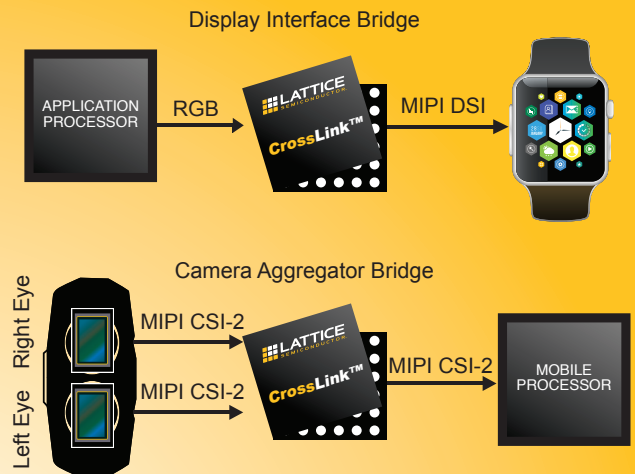 Display Interface Bridge
APPLICATION
PROCESSOR
RGB
LATTICE
SEMICONDUCTOR
CrossLink™
MIPI DSI
Camera Aggregator Bridge
Right Eye
Left Eye
MIPI CSI-2
MIPI CSI-2
LATTICE
SEMICONDUCTOR
CrossLink™
MIPI CSI-2
MOBILE
PROCESSOR